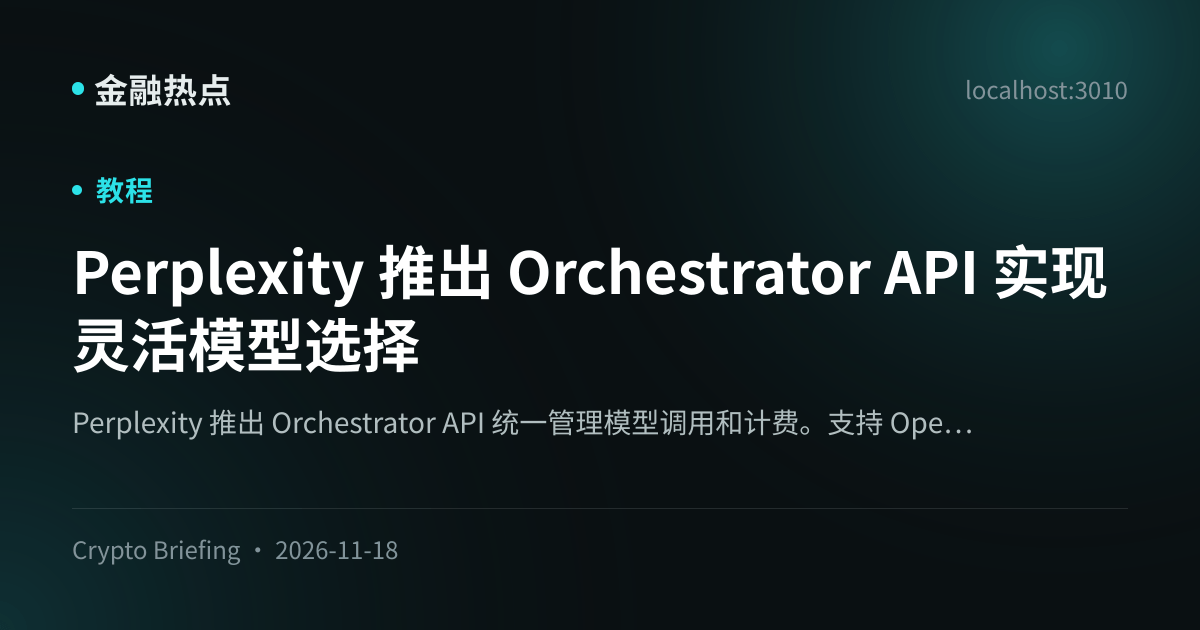 金融热点
localhost:3010
教程
Perplexity 推出 Orchestrator API 实现
灵活模型选择
Perplexity 推出 Orchestrator API 统一管理模型调用和计费。支持 Ope…
Crypto Briefing · 2026-11-18